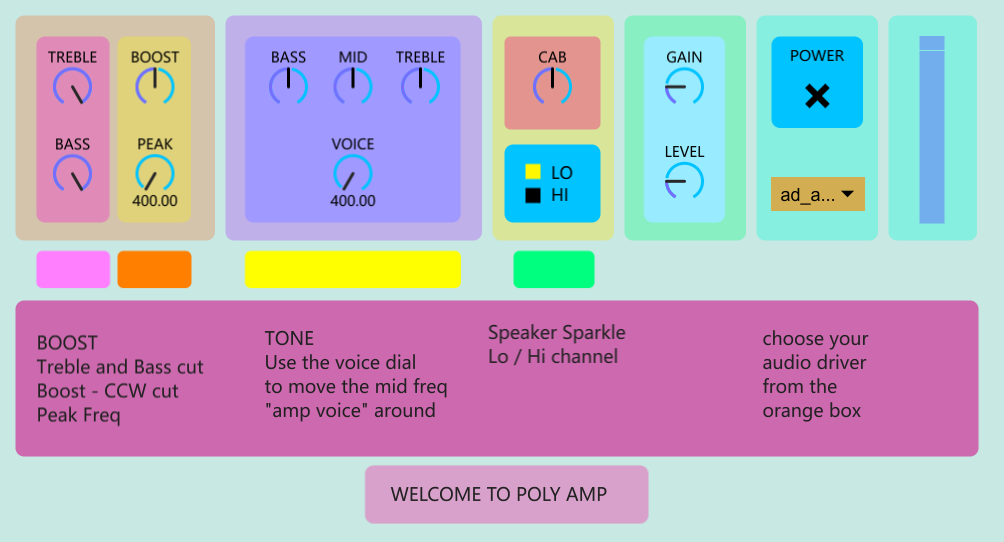 TREBLE
BOOST
BASS
PEAK
400.00
BASS
MID
TREBLE
VOICE
400.00
CAB
LO
HI
GAIN
LEVEL
POWER
ad_a...
BOOST
Treble and Bass cut
Boost - CCW cut
Peak Freq
TONE
Use the voice dial
to move the mid freq
"amp voice" around
Speaker Sparkle
Lo / Hi channel
choose your
audio driver
from the
orange box
WELCOME TO POLY AMP